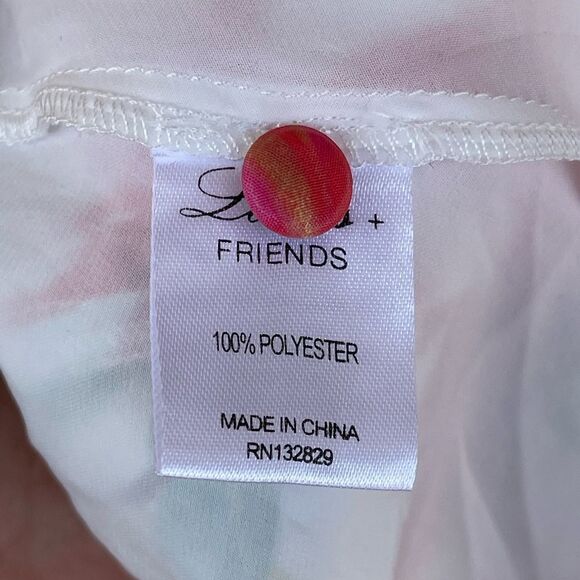 +
FRIENDS
100% POLYESTER
MADE IN CHINA
RN132829